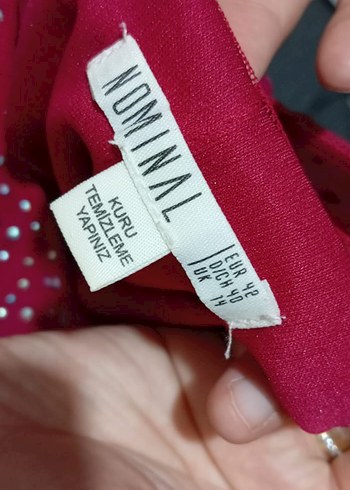 NOMINAL
EUR 42
D/CH 40
UK 14
KURU
TEMİZLEME
YAPINIZ